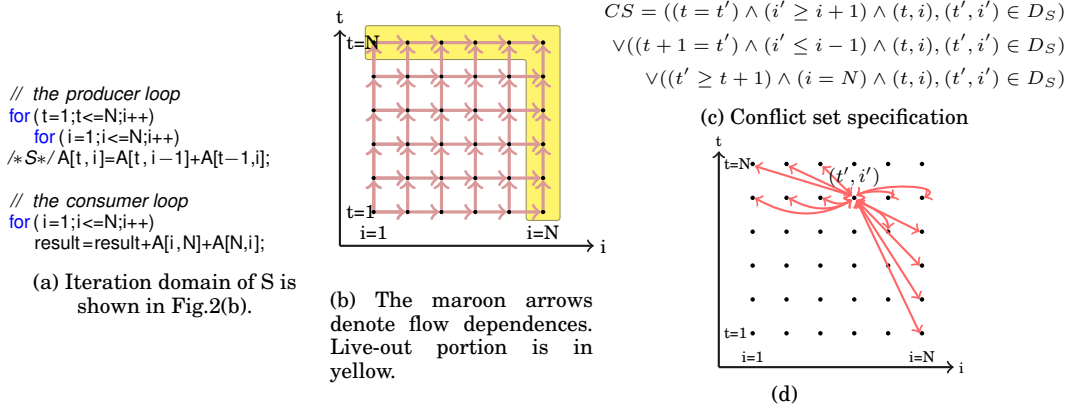 // the producer loop
for (t=1;t<=N;i++)
for (i=1;i<=N;i++)
/*S*/ A[t,i]=A[t,i-1]+A[t-1,i];
// the consumer loop
for (i=1;i<=N;i++)
result=result+A[i,N]+A[N,i];
(a) Iteration domain of S is
shown in Fig.2(b).
t
t=N
t=1
i=1
i=N
i
(b) The maroon arrows
denote flow dependences.
Live-out portion is in
yellow.
CS = ((t = t′) ∧ (i′ ≥ i + 1) ∧ (t, i), (t′, i′) ∈ D_S)
∨((t + 1 = t′) ∧ (i′ ≤ i − 1) ∧ (t, i), (t′, i′) ∈ D_S)
∨((t′ ≥ t + 1) ∧ (i = N) ∧ (t, i), (t′, i′) ∈ D_S)
(c) Conflict set specification
t
t=N
(t′, i′)
t=1
i=1
i=N
i
(d)